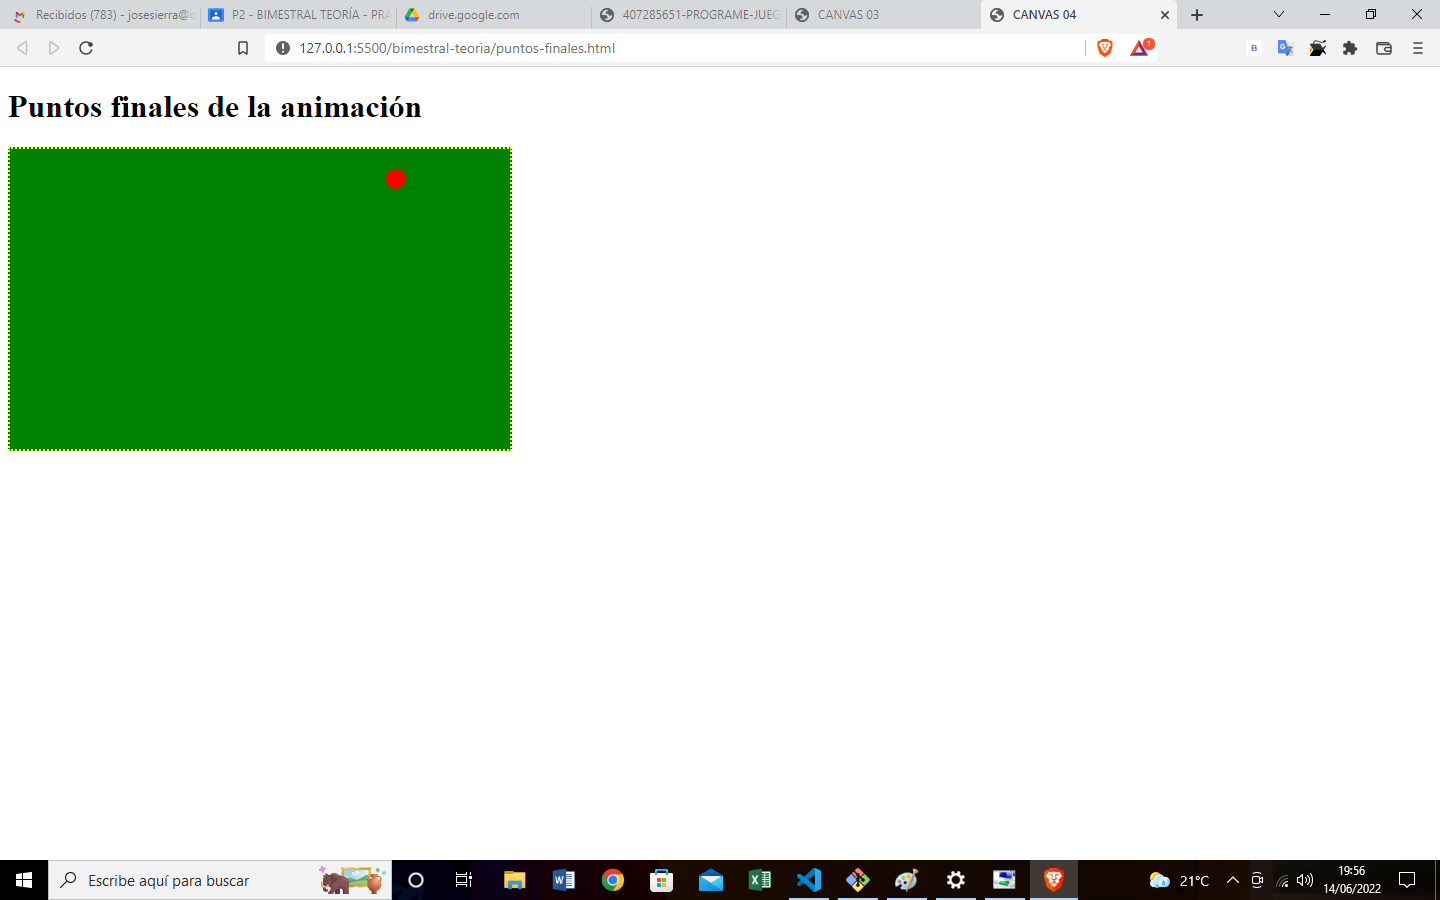 Recibidos (783) - josesierra@c
P2 - BIMESTRAL TEORÍA - PRÁ
drive.google.com
407285651-PROGRAME-JUEG
CANVAS 03
CANVAS 04
127.0.0.1:5500/bimestral-teoria/puntos-finales.html
1
B
Puntos finales de la animación
Escribe aquí para buscar
21°C
19:56
14/06/2022